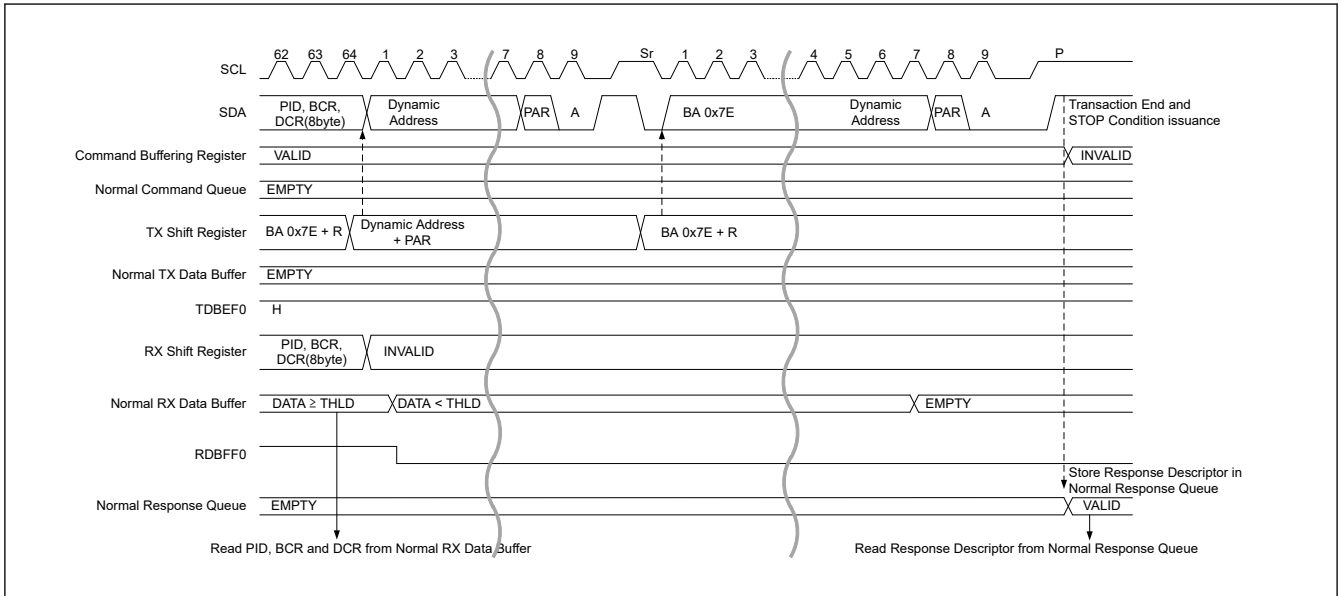 SCL 62 63 64 1 2 3 7 8 9 Sr 1 2 3 4 5 6 7 8 9 P
SDA PID, BCR, DCR(8byte) Dynamic Address PAR A BA 0x7E Dynamic Address PAR A Transaction End and STOP Condition issuance
Command Buffering Register VALID INVALID
Normal Command Queue EMPTY
TX Shift Register BA 0x7E + R Dynamic Address + PAR BA 0x7E + R
Normal TX Data Buffer EMPTY
TDBEF0 H
RX Shift Register PID, BCR, DCR(8byte) INVALID
Normal RX Data Buffer DATA ≥ THLD DATA < THLD EMPTY
RDBFF0
Store Response Descriptor in Normal Response Queue
Normal Response Queue EMPTY VALID
Read PID, BCR and DCR from Normal RX Data Buffer Read Response Descriptor from Normal Response Queue